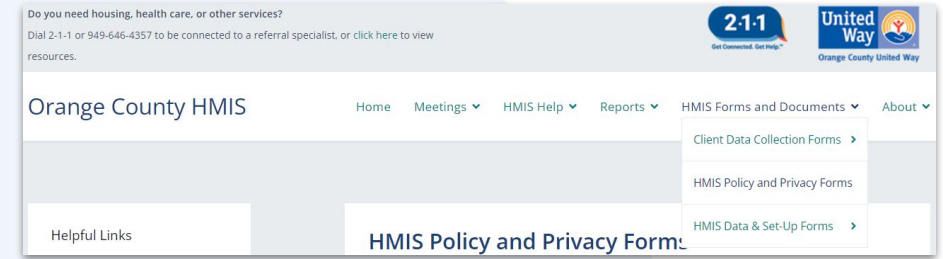 Do you need housing, health care, or other services?
Dial 2-1-1 or 949-646-4357 to be connected to a referral specialist, or click here to view
resources.
2·1·1
Get Connected. Get Help.™
United
Way
Orange County United Way
Orange County HMIS
Home Meetings HMIS Help Reports HMIS Forms and Documents About
Client Data Collection Forms
HMIS Policy and Privacy Forms
HMIS Data & Set-Up Forms
Helpful Links
HMIS Policy and Privacy Forms